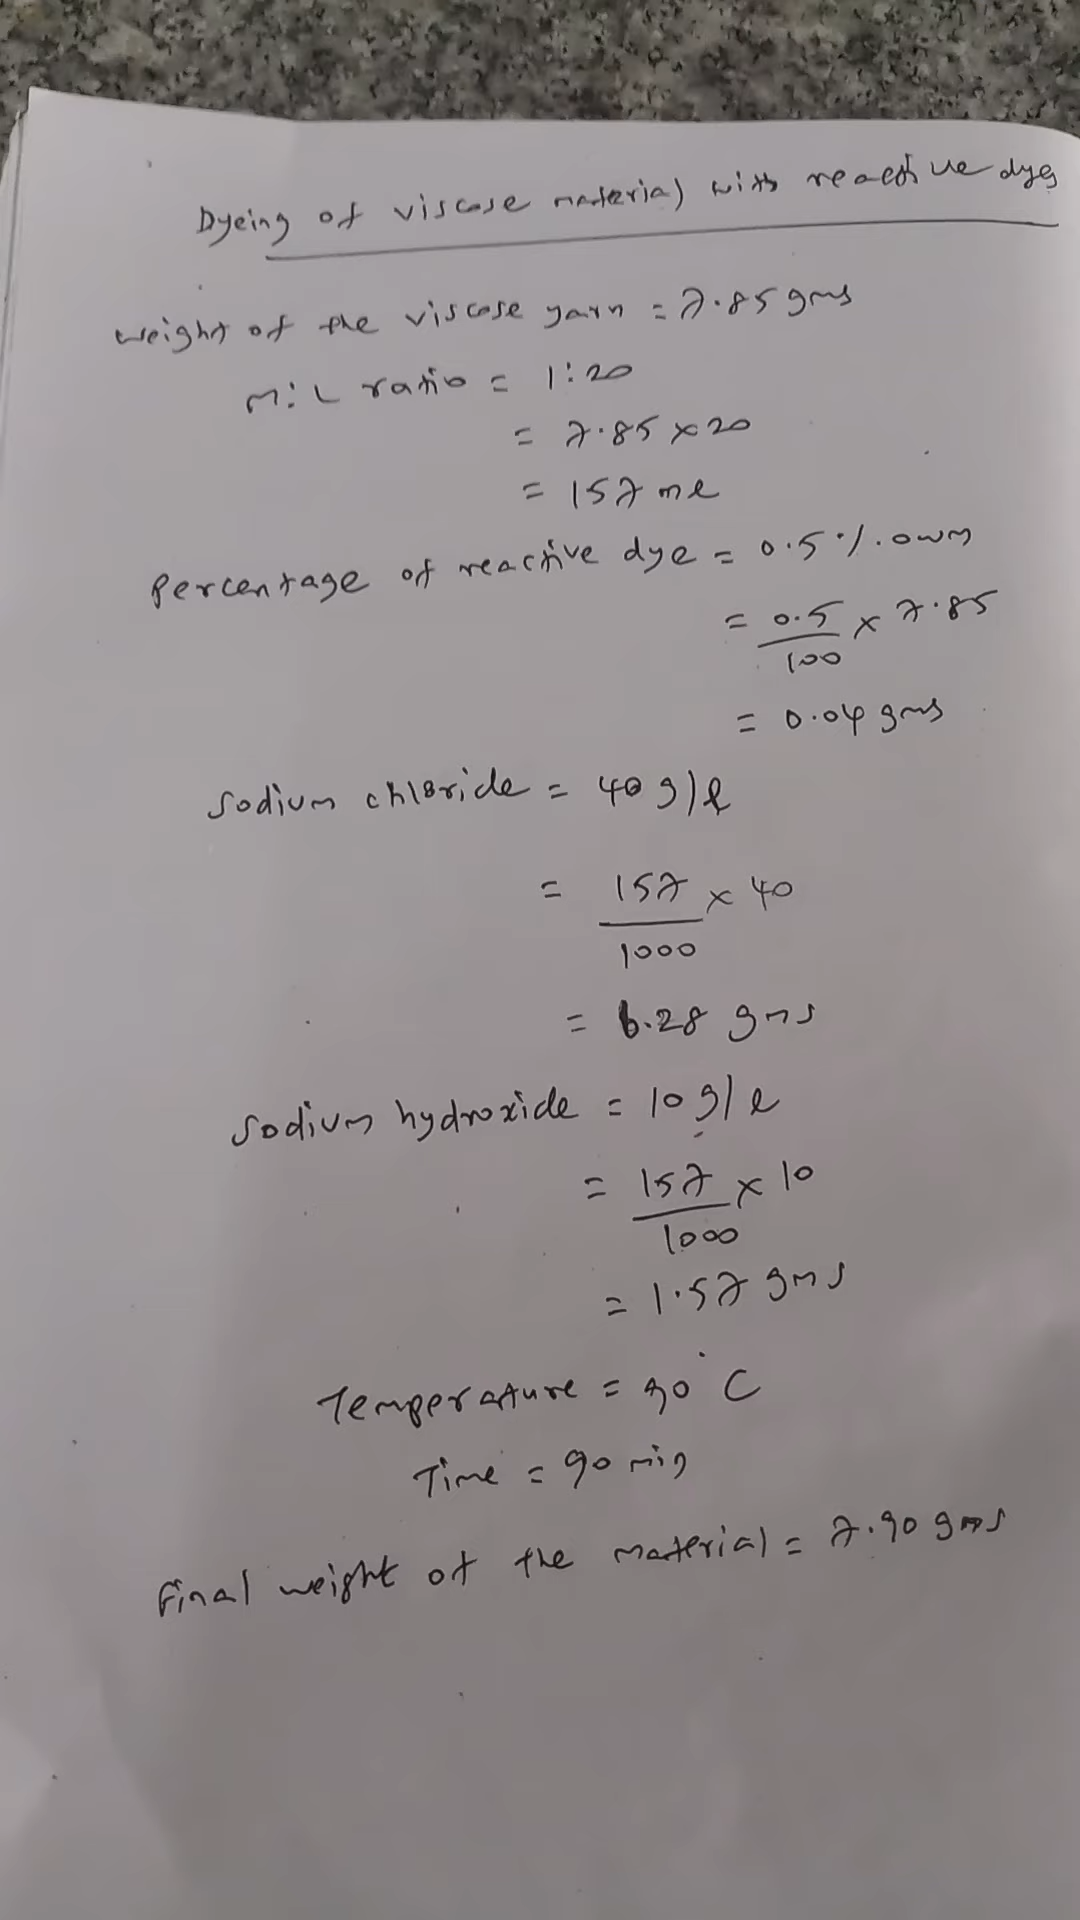 Dyeing of viscose material with reactive dyes
weight of the viscose yarn = 7.85 gms
M:L ratio = 1:20
= 7.85 x 20
= 157 ml
Percentage of reactive dye = 0.5 %. owm
= 0.5/100 x 7.85
= 0.04 gms
Sodium chloride = 40 g/l
= 157/1000 x 40
= 6.28 gms
Sodium hydroxide = 10 g/l
= 157/1000 x 10
= 1.57 gms
Temperature = 90°C
Time = 90 min
Final weight of the material = 7.90 gms